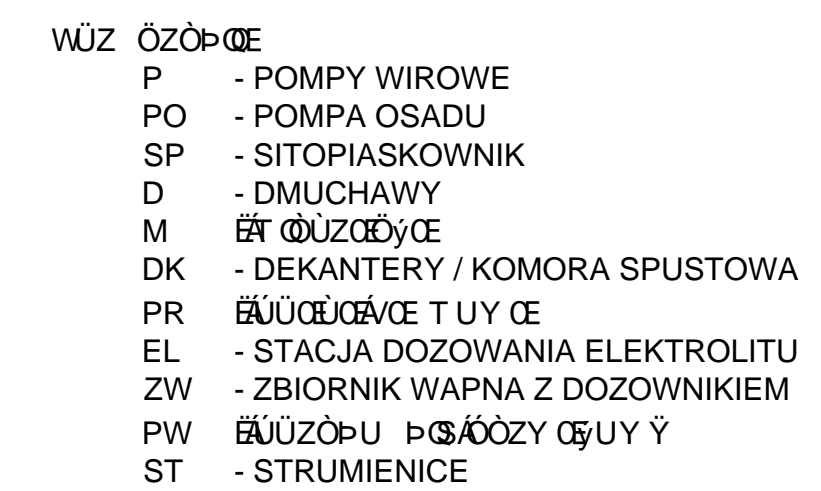 P - POMPY WIROWE
PO - POMPA OSADU
SP - SITOPIASKOWNIK
D - DMUCHAWY
M
DK - DEKANTERY / KOMORA SPUSTOWA
PR
EL - STACJA DOZOWANIA ELEKTROLITU
ZW - ZBIORNIK WAPNA Z DOZOWNIKIEM
PW
ST - STRUMIENICE